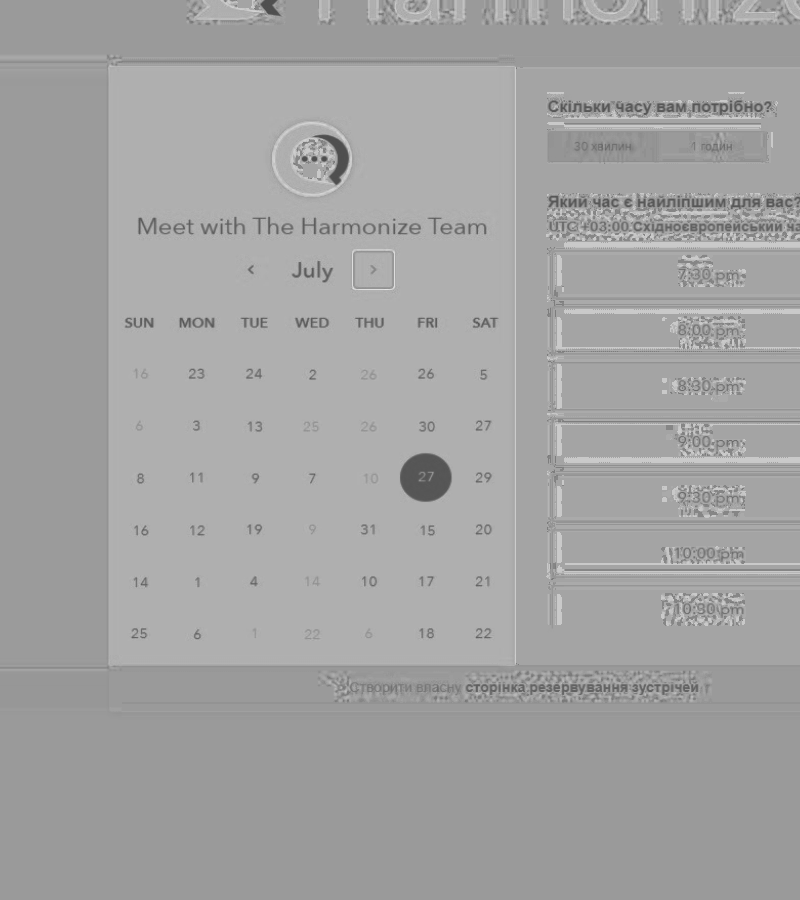 Harmonize
Meet with The Harmonize Team
‹ July ›
SUN MON TUE WED THU FRI SAT
16 23 24 2 26 26 5
6 3 13 25 26 30 27
8 11 9 7 10 27 29
16 12 19 9 31 15 20
14 1 4 14 10 17 21
25 6 1 22 6 18 22
Скільки часу вам потрібно?
30 хвилин 1 годин
Який час є найліпшим для вас?
UTC +03:00 Східноєвропейський
7:30 pm
8:00 pm
8:30 pm
9:00 pm
9:30 pm
10:00 pm
10:30 pm
Створити власну сторінка резервування зустрічей